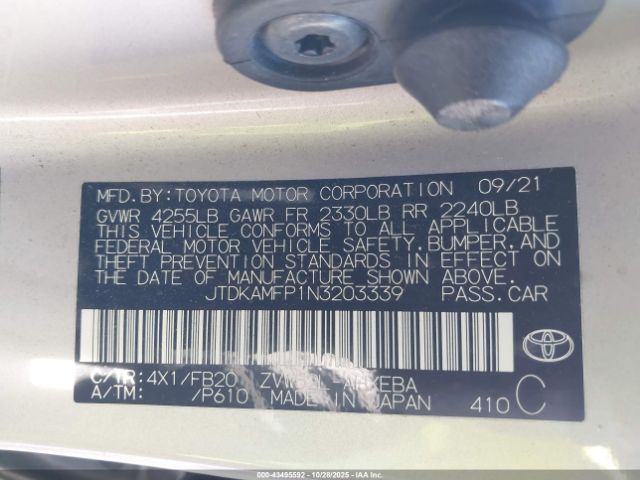 MFD. BY: TOYOTA MOTOR CORPORATION 09/21
GVWR 4255LB GAWR FR 2330LB RR 2240LB
THIS VEHICLE CONFORMS TO ALL APPLICABLE
FEDERAL MOTOR VEHICLE SAFETY, BUMPER, AND
THEFT PREVENTION STANDARDS IN EFFECT ON
THE DATE OF MANUFACTURE SHOWN ABOVE.
JTDKAMFP1N3203339 PASS. CAR
C/TR: 4X1/FB20
A/TM: /P610 MADE IN JAPAN 410 C
000-43495592 - 10/28/2025 - IAA Inc.